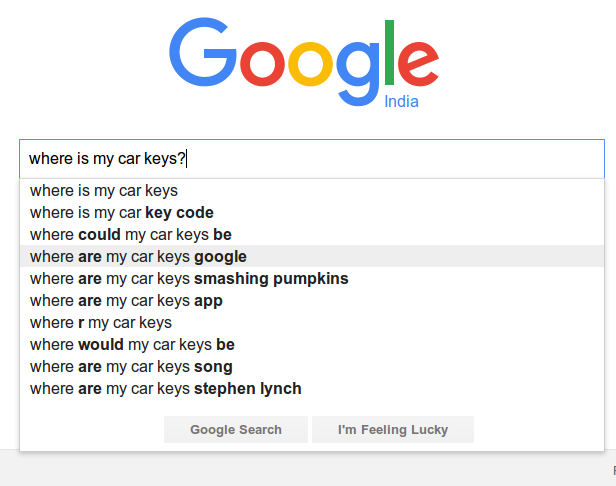 Google
India
where is my car keys?
where is my car keys
where is my car key code
where could my car keys be
where are my car keys google
where are my car keys smashing pumpkins
where are my car keys app
where r my car keys
where would my car keys be
where are my car keys song
where are my car keys stephen lynch
Google Search I'm Feeling Lucky